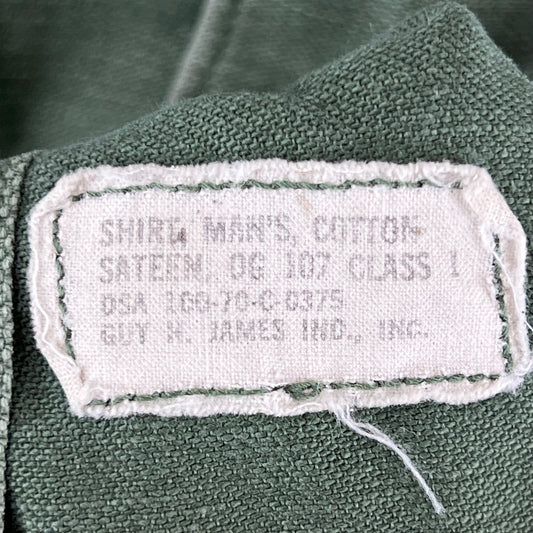 SHIRT, MAN'S, COTTON
SATEEN, OG 107 CLASS 1
DSA 100-70-C-0375
GUY H. JAMES IND., INC.